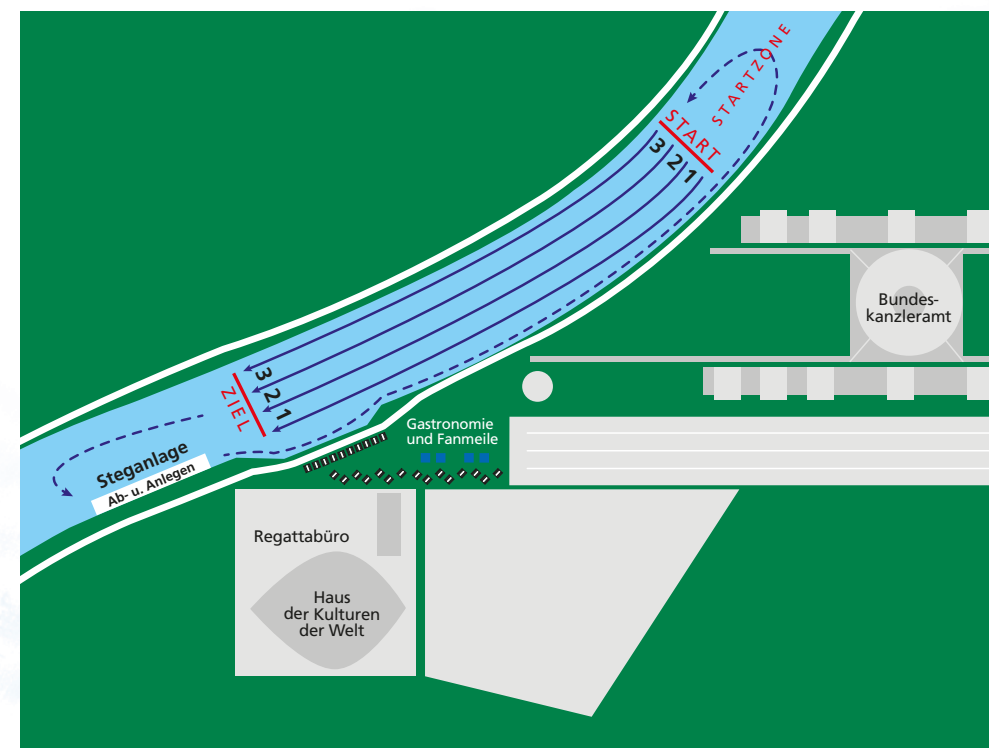 STARTZONE
START
3 2 1
Bundes-
kanzleramt
3 2 1
ZIEL
Gastronomie
und Fanmeile
Steganlage
Ab- u. Anlegen
Regattabüro
Haus
der Kulturen
der Welt